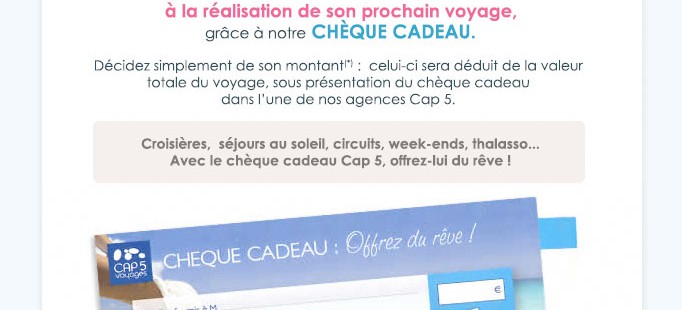 à la réalisation de son prochain voyage,
grâce à notre CHÈQUE CADEAU.
Décidez simplement de son montant(*) : celui-ci sera déduit de la valeur
totale du voyage, sous présentation du chèque cadeau
dans l'une de nos agences Cap 5.
Croisières, séjours au soleil, circuits, week-ends, thalasso...
Avec le chèque cadeau Cap 5, offrez-lui du rêve !
CHEQUE CADEAU : Offrez du rêve !
CAP 5
voyages
€